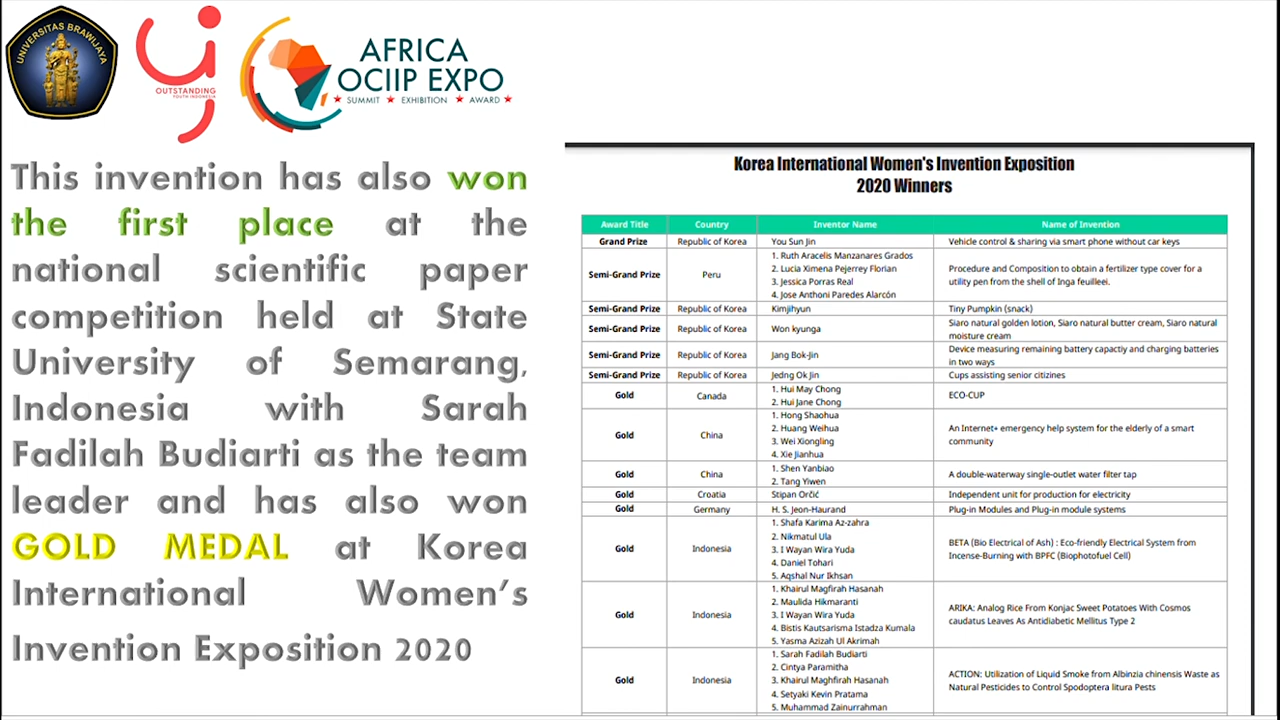 UNIVERSITAS BRAWIJAYA
OUTSTANDING
YOUTH INDONESIA
AFRICA
OCIIP EXPO
SUMMIT ★ EXHIBITION ★ AWARD
This invention has also won
the first place at the
national scientific paper
competition held at State
University of Semarang,
Indonesia with Sarah
Fadilah Budiarti as the team
leader and has also won
GOLD MEDAL at Korea
International Women's
Invention Exposition 2020
Korea International Women's Invention Exposition
2020 Winners
Award Title Country Inventor Name Name of Invention
Grand Prize Republic of Korea You Sun Jin Vehicle control & sharing via smart phone without car keys
Semi-Grand Prize Peru
1. Ruth Aracelis Manzanares Grados
2. Lucia Ximena Pejerrey Florian
3. Jessica Porras Real
4. Jose Anthoni Paredes Alarcón
Procedure and Composition to obtain a fertilizer type cover for a
utility pen from the shell of Inga feuilleei.
Semi-Grand Prize Republic of Korea Kimjihyun Tiny Pumpkin (snack)
Semi-Grand Prize Republic of Korea Won kyunga
Siaro natural golden lotion, Siaro natural butter cream, Siaro natural
moisture cream
Semi-Grand Prize Republic of Korea Jang Bok-Jin
Device measuring remaining battery capactiy and charging batteries
in two ways
Semi-Grand Prize Republic of Korea Jedng Ok Jin Cups assisting senior citizines
Gold Canada
1. Hui May Chong
2. Hui Jane Chong
ECO-CUP
Gold China
1. Hong Shaohua
2. Huang Weihua
3. Wei Xiongling
4. Xie Jianhua
An Internet+ emergency help system for the elderly of a smart
community
Gold China
1. Shen Yanbiao
2. Tang Yiwen
A double-waterway single-outlet water filter tap
Gold Croatia Stipan Orčić Independent unit for production for electricity
Gold Germany H. S. Jeon-Haurand Plug-in Modules and Plug-in module systems
Gold Indonesia
1. Shafa Karima Az-zahra
2. Nikmatul Ula
3. I Wayan Wira Yuda
4. Daniel Tohari
5. Aqshal Nur Ikhsan
BETA (Bio Electrical of Ash) : Eco-friendly Electrical System from
Incense-Burning with BPFC (Biophotofuel Cell)
Gold Indonesia
1. Khairul Magfirah Hasanah
2. Maulida Hikmaranti
3. I Wayan Wira Yuda
4. Bistis Kautsarisma Istadza Kumala
5. Yasma Azizah Ul Akrimah
ARIKA: Analog Rice From Konjac Sweet Potatoes With Cosmos
caudatus Leaves As Antidiabetic Mellitus Type 2
Gold Indonesia
1. Sarah Fadilah Budiarti
2. Cintya Paramitha
3. Khairul Maghfirah Hasanah
4. Setyaki Kevin Pratama
5. Muhammad Zainurrahman
ACTION: Utilization of Liquid Smoke from Albinzia chinensis Waste as
Natural Pesticides to Control Spodoptera litura Pests